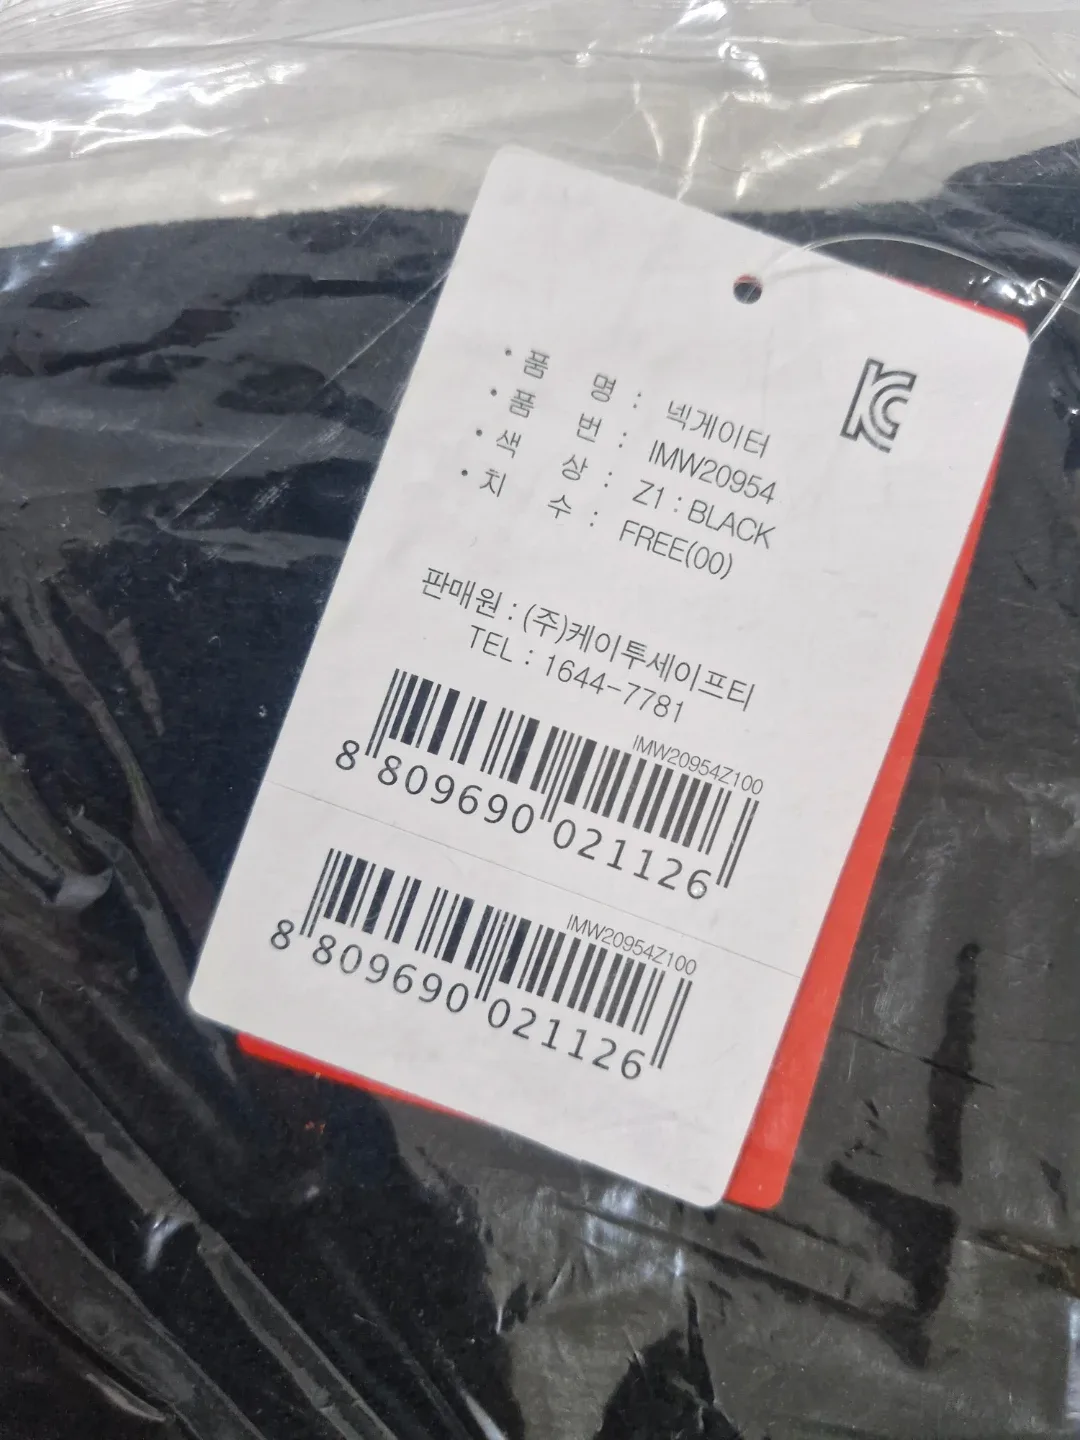 KC
• 품 명 : 넥게이터
• 품 번 : IMW20954
• 색 상 : Z1 : BLACK
• 치 수 : FREE(00)
판매원 : (주)케이투세이프티
TEL : 1644-7781
IMW20954Z100
8 809690 021126
IMW20954Z100
8 809690 021126